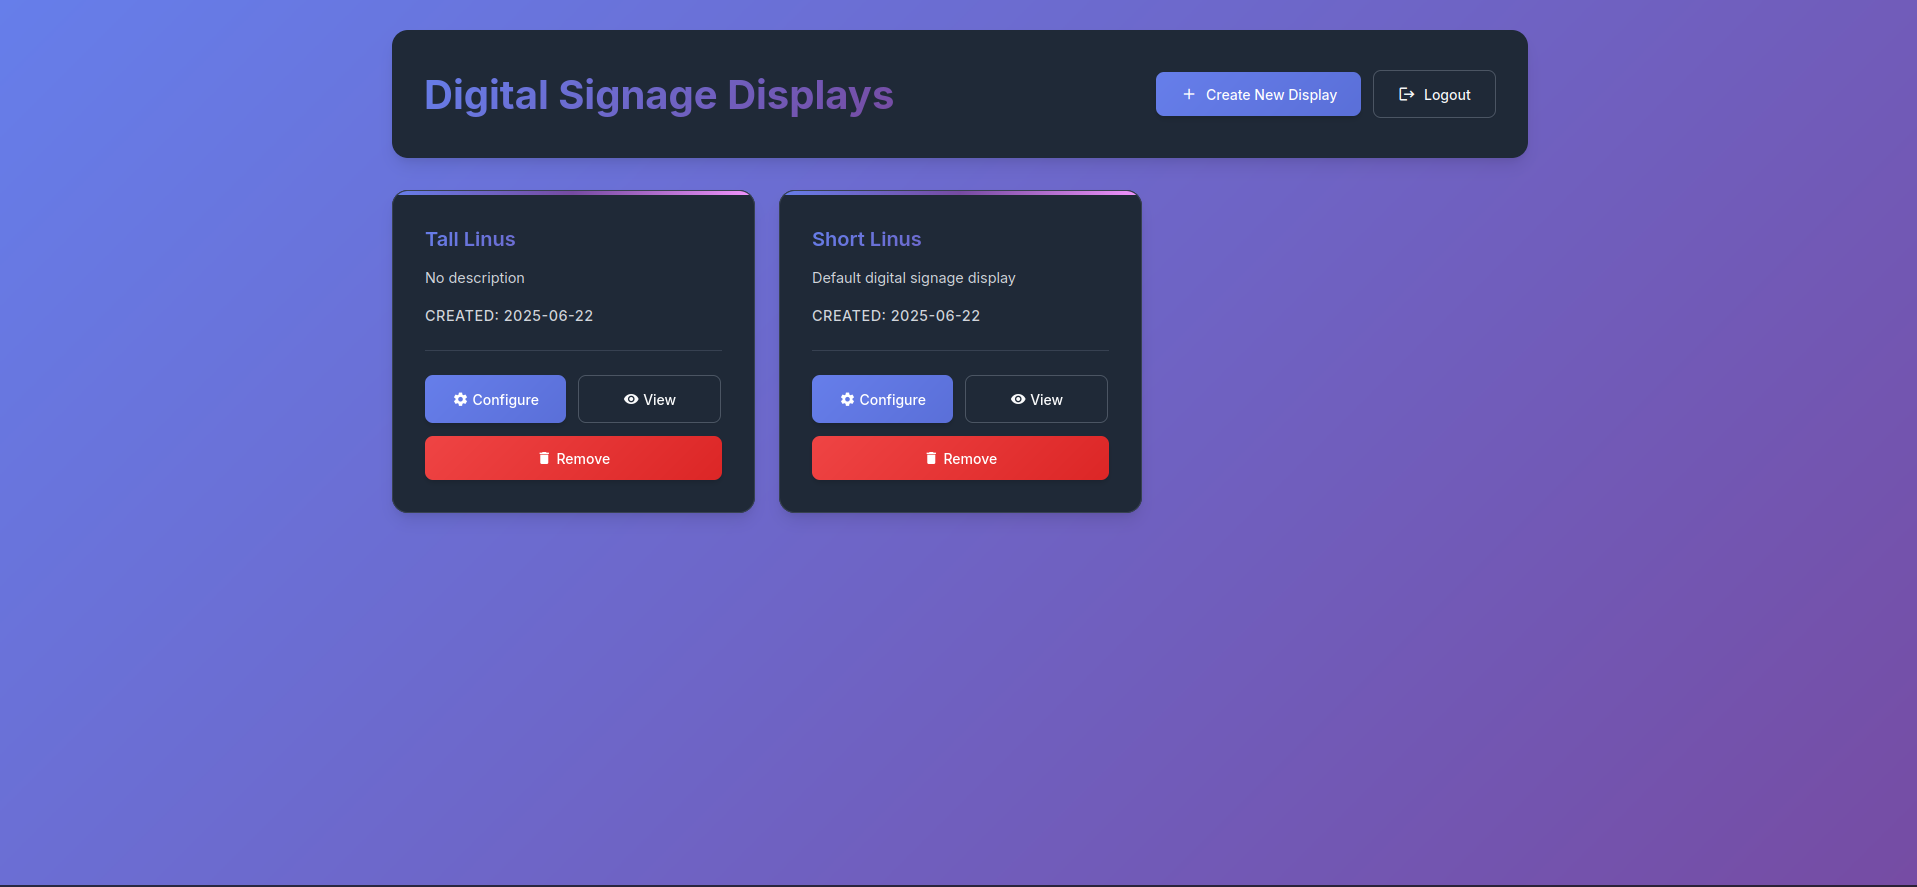 Digital Signage Displays
Create New Display
Logout
Tall Linus
No description
CREATED: 2025-06-22
Configure
View
Remove
Short Linus
Default digital signage display
CREATED: 2025-06-22
Configure
View
Remove